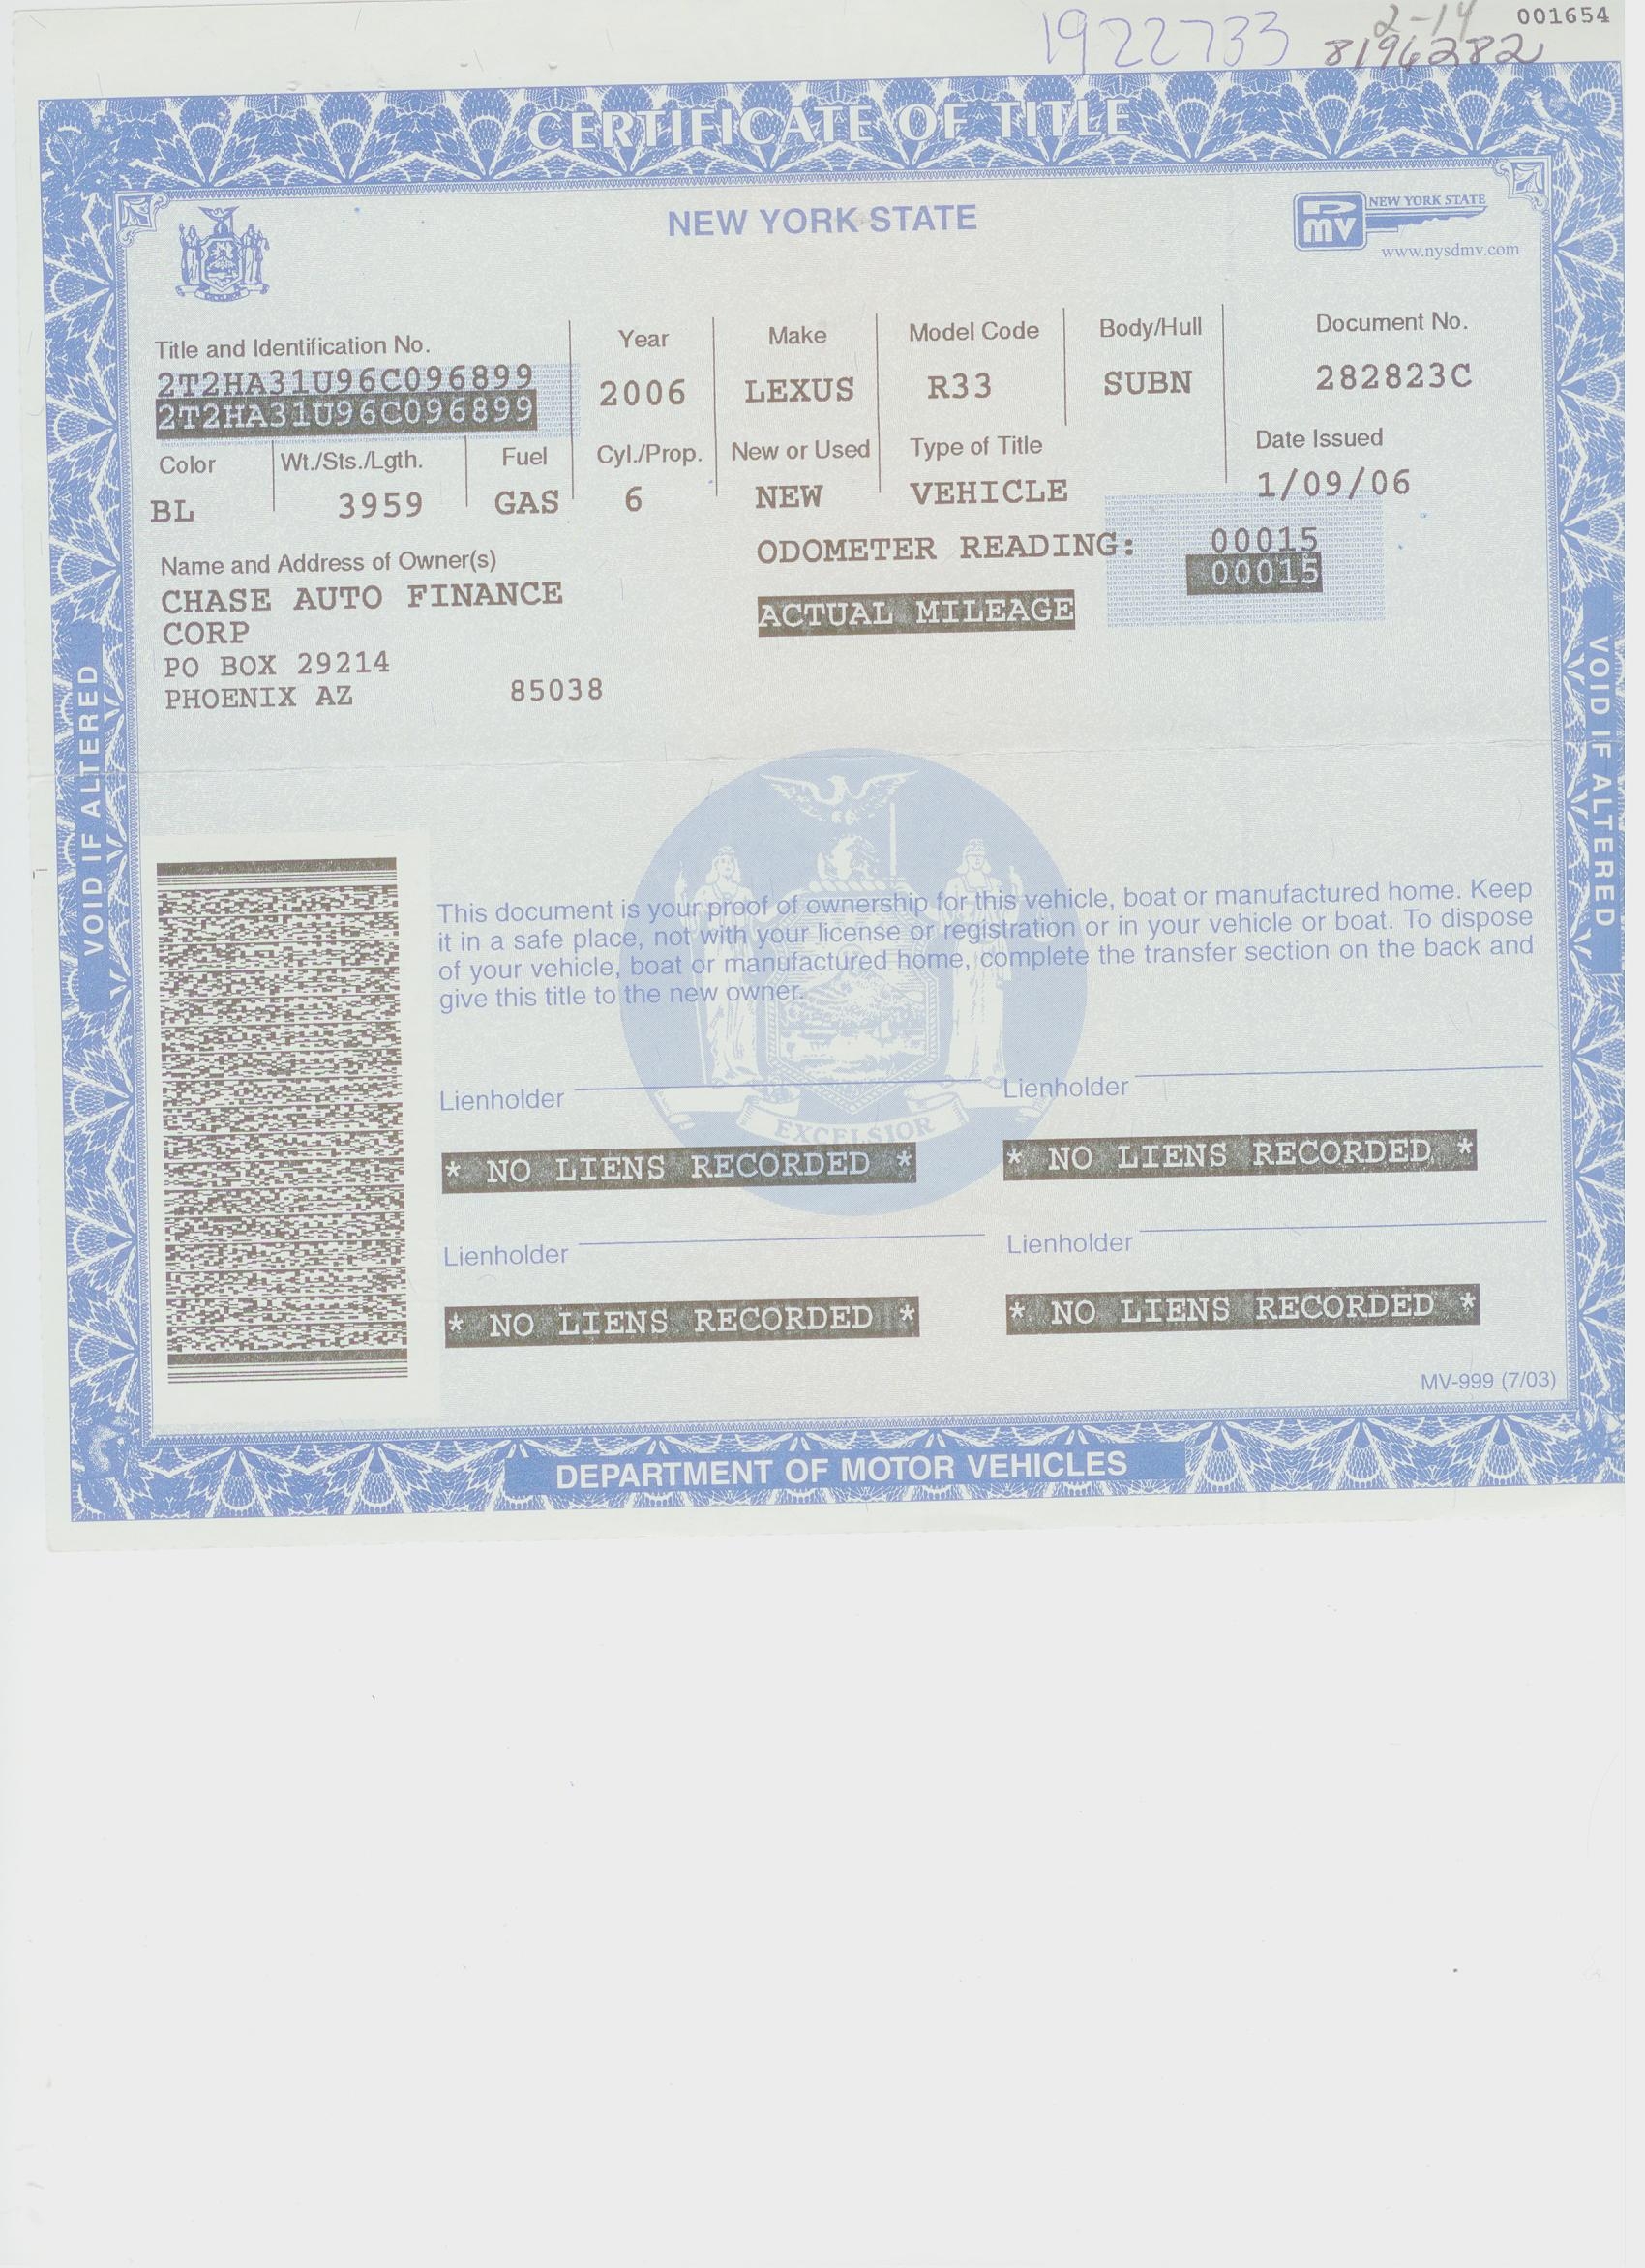 1922733 2-14 001654
8196282
CERTIFICATE OF TITLE
NEW YORK STATE
DMV NEW YORK STATE
www.nysdmv.com
Title and Identification No. Year Make Model Code Body/Hull Document No.
2T2HA31U96C096899 2006 LEXUS R33 SUBN 282823C
2T2HA31U96C096899
Color Wt./Sts./Lgth. Fuel Cyl./Prop. New or Used Type of Title Date Issued
BL 3959 GAS 6 NEW VEHICLE 1/09/06
Name and Address of Owner(s) ODOMETER READING: 00015
00015
CHASE AUTO FINANCE ACTUAL MILEAGE
CORP
PO BOX 29214
PHOENIX AZ 85038
VOID IF ALTERED
VOID IF ALTERED
This document is your proof of ownership for this vehicle, boat or manufactured home. Keep
it in a safe place, not with your license or registration or in your vehicle or boat. To dispose
of your vehicle, boat or manufactured home, complete the transfer section on the back and
give this title to the new owner.
Lienholder Lienholder
EXCELSIOR
* NO LIENS RECORDED * * NO LIENS RECORDED *
Lienholder Lienholder
* NO LIENS RECORDED * * NO LIENS RECORDED *
MV-999 (7/03)
DEPARTMENT OF MOTOR VEHICLES